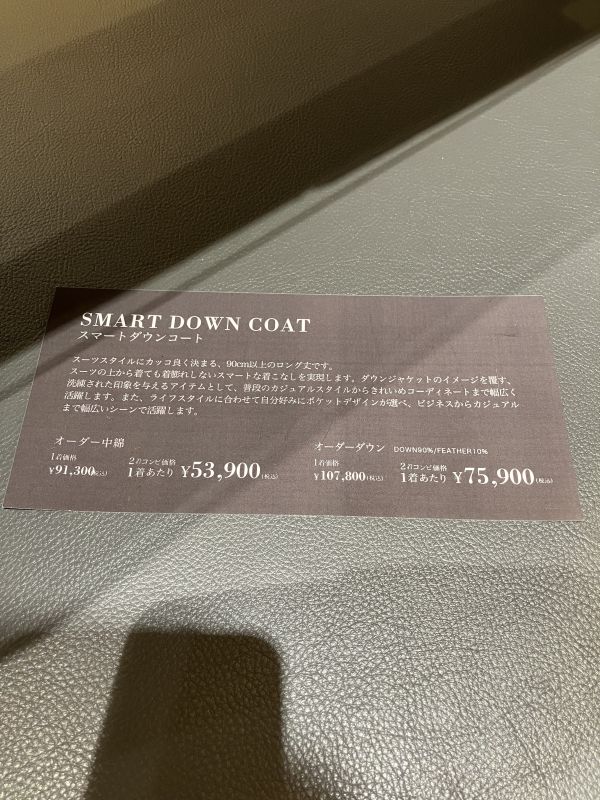 SMART DOWN COAT
スマートダウンコート
スーツスタイルにカッコ良く決まる、90cm以上のロング丈です。
スーツの上から着ても着膨れしないスマートな着こなしを実現します。ダウンジャケットのイメージを覆す、
洗練された印象を与えるアイテムとして、普段のカジュアルスタイルからきれいめコーディネートまで幅広く
活躍します。また、ライフスタイルに合わせて自分好みにポケットデザインが選べ、ビジネスからカジュアル
まで幅広いシーンで活躍します。
オーダー中綿
1着価格
¥91,300(税込)
2着コンビ価格
1着あたり ¥53,900(税込)
オーダーダウン DOWN90%/FEATHER10%
1着価格
¥107,800(税込)
2着コンビ価格
1着あたり ¥75,900(税込)